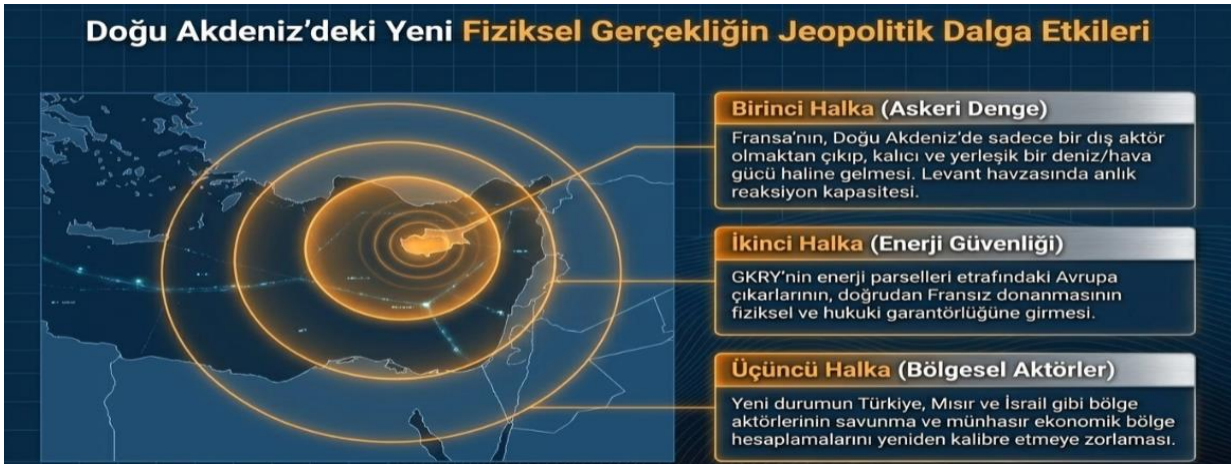 Doğu Akdeniz’deki Yeni Fiziksel Gerçekliğin Jeopolitik Dalga Etkileri
Birinci Halka (Askeri Denge)
Fransa’nın, Doğu Akdeniz’de sadece bir dış aktör
olmaktan çıkıp, kalıcı ve yerleşik bir deniz/hava
gücü haline gelmesi. Levant havzasında anlık
reaksiyon kapasitesi.
İkinci Halka (Enerji Güvenliği)
GKRY’nin enerji parselleri etrafındaki Avrupa
çıkarlarının, doğrudan Fransız donanmasının
fiziksel ve hukuki garantörlüğüne girmesi.
Üçüncü Halka (Bölgesel Aktörler)
Yeni durumun Türkiye, Mısır ve İsrail gibi bölge
aktörlerinin savunma ve münhasır ekonomik bölge
hesaplamalarını yeniden kalibre etmeye zorlaması.